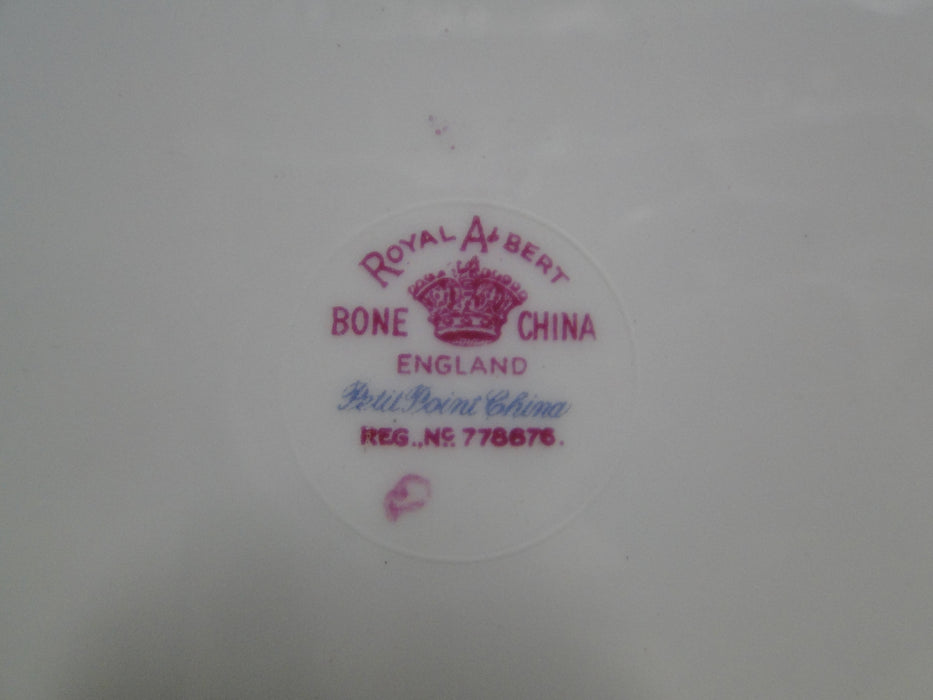 ROYAL ALBERT
BONE CHINA
ENGLAND
Petit Point China
REG., No. 778676.